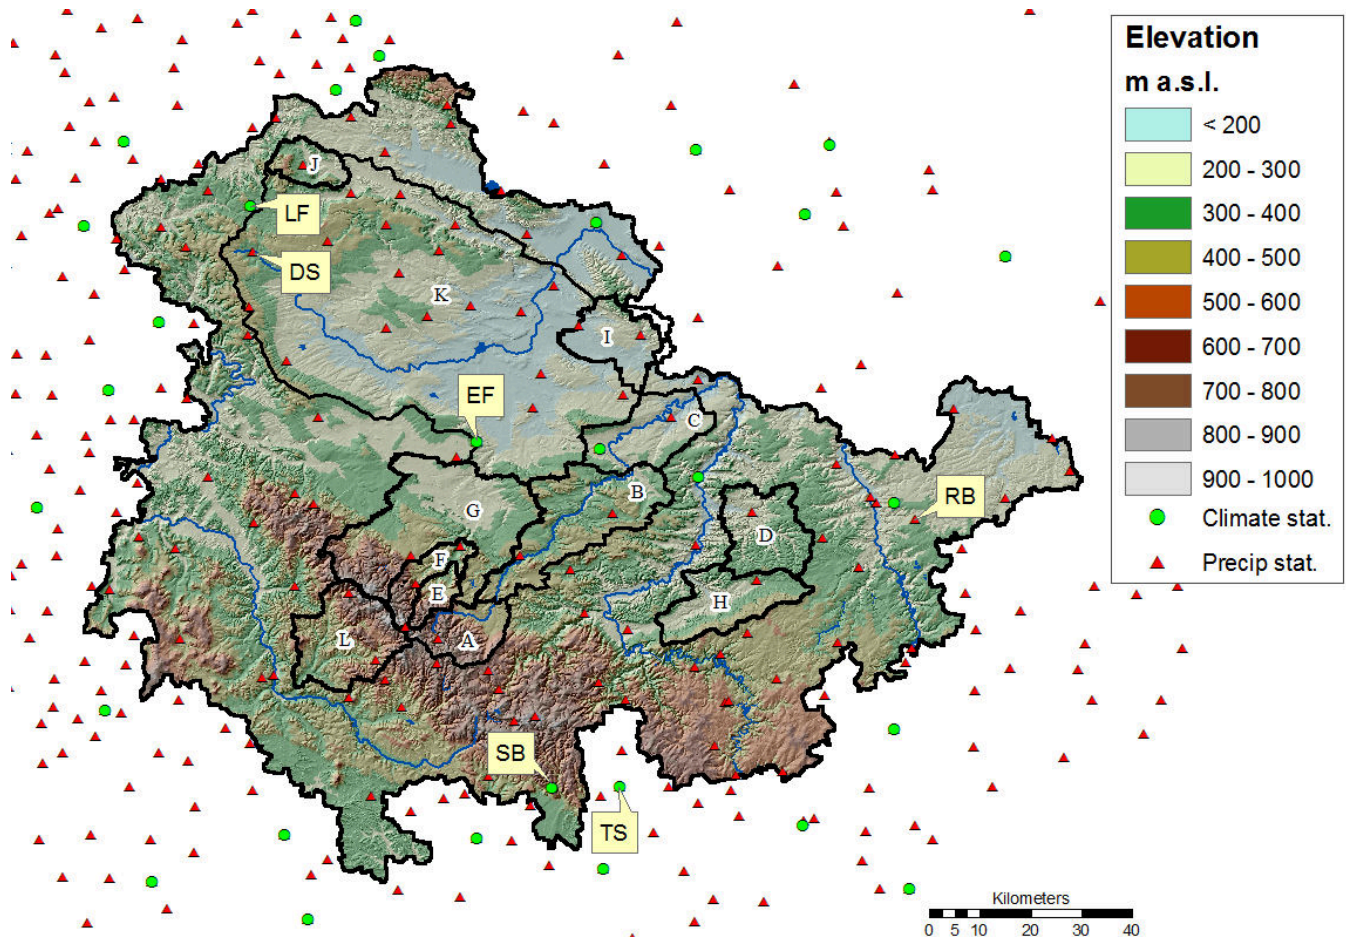 Elevation
m a.s.l.
< 200
200 - 300
300 - 400
400 - 500
500 - 600
600 - 700
700 - 800
800 - 900
900 - 1000
Climate stat.
Precip stat.
J
LF
DS
K
I
EF
C
B
G
RB
D
F
E
H
A
L
SB
TS
Kilometers
0 5 10 20 30 40